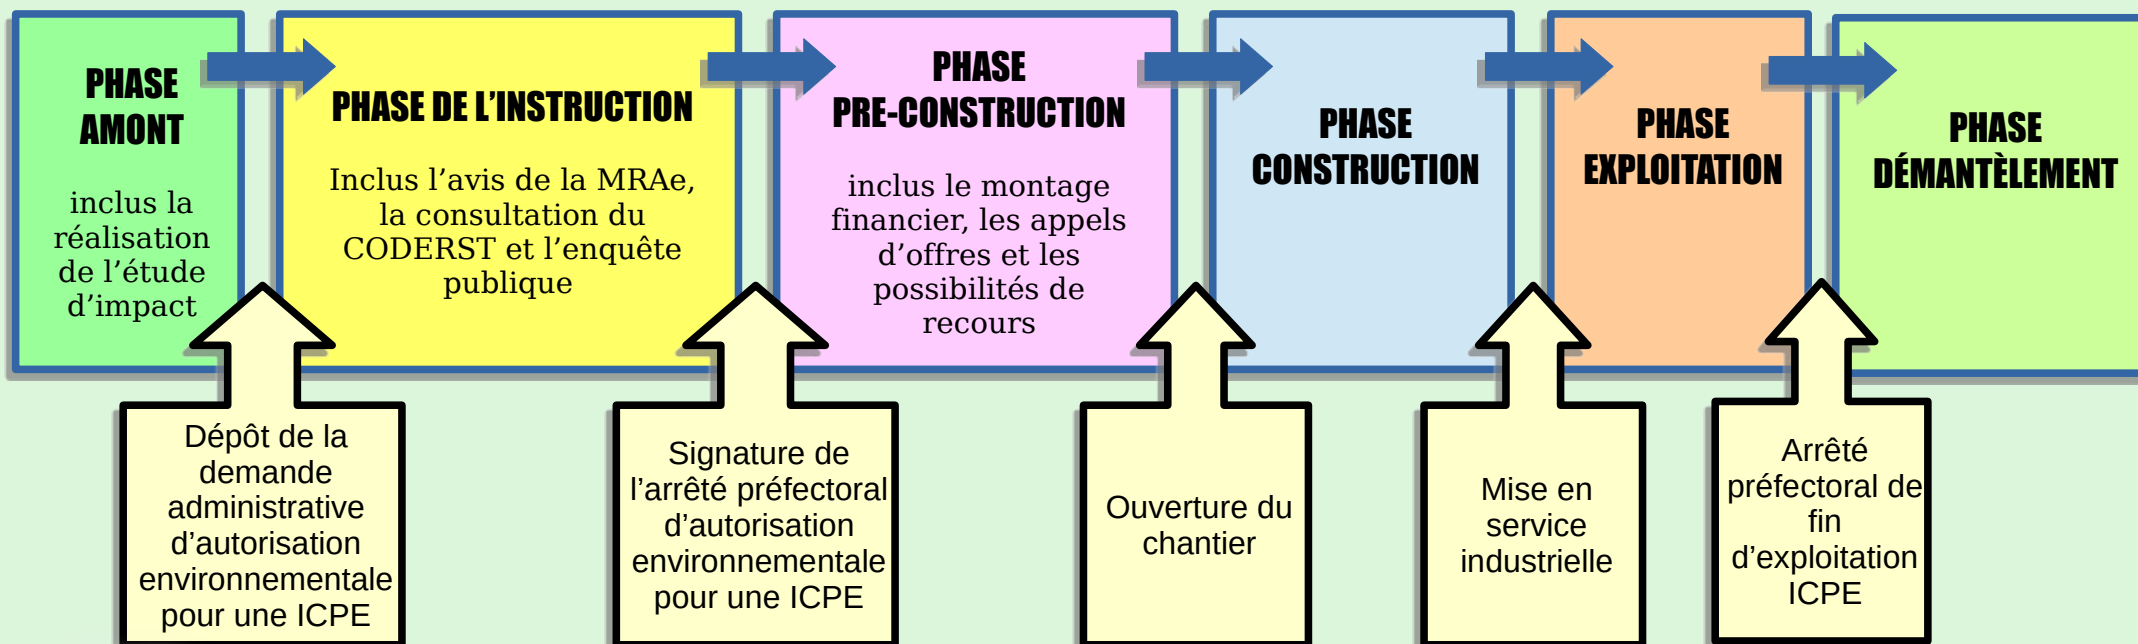 PHASE
AMONT
inclus la
réalisation
de l’étude
d’impact
PHASE DE L’INSTRUCTION
Inclus l’avis de la MRAe,
la consultation du
CODERST et l’enquête
publique
PHASE
PRE-CONSTRUCTION
inclus le montage
financier, les appels
d’offres et les
possibilités de
recours
PHASE
CONSTRUCTION
PHASE
EXPLOITATION
PHASE
DÉMANTÈLEMENT
Dépôt de la
demande
administrative
d’autorisation
environnementale
pour une ICPE
Signature de
l’arrêté préfectoral
d’autorisation
environnementale
pour une ICPE
Ouverture du
chantier
Mise en
service
industrielle
Arrêté
préfectoral de
fin
d’exploitation
ICPE